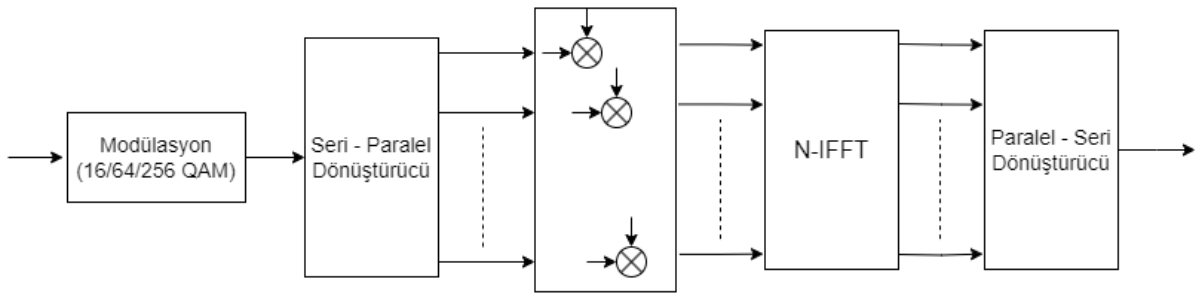 Modülasyon
(16/64/256 QAM)
Seri - Paralel
Dönüştürücü
N-IFFT
Paralel - Seri
Dönüştürücü